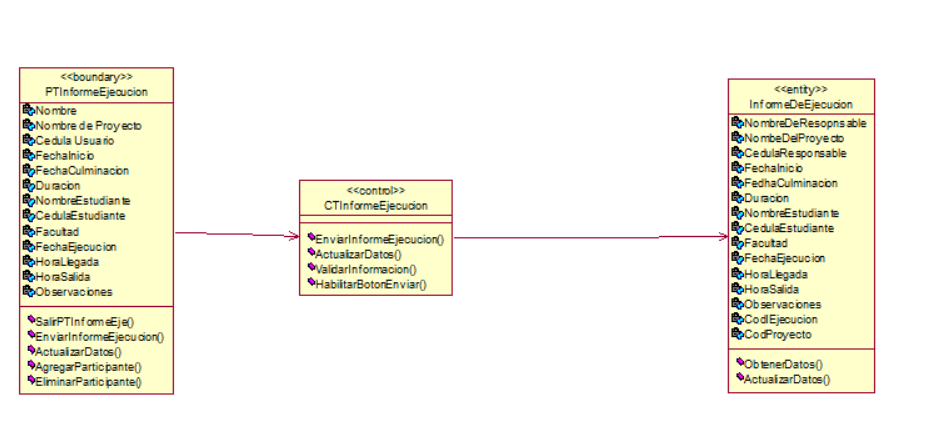 <<boundary>>
PTInformeEjecucion
Nombre
Nombre de Proyecto
Cedula Usuario
FechaInicio
FechaCulminacion
Duracion
NombreEstudiante
CedulaEstudiante
Facultad
FechaEjecucion
HoraLlegada
HoraSalida
Observaciones
SalirPTInformeEje()
EnviarInformeEjecucion()
ActualizarDatos()
AgregarParticipante()
EliminarParticipante()
<<control>>
CTInformeEjecucion
EnviarInformeEjecucion()
ActualizarDatos()
ValidarInformacion()
HabilitarBotonEnviar()
<<entity>>
InformeDeEjecucion
NombreDeResopnsable
NombeDelProyecto
CedulaResponsable
FechaInicio
FedhaCulminacion
Duracion
NombreEstudiante
CedulaEstudiante
Facultad
FechaEjecucion
HoraLlegada
HoraSalida
Observaciones
CodIEjecucion
CodProyecto
ObtenerDatos()
ActualizarDatos()